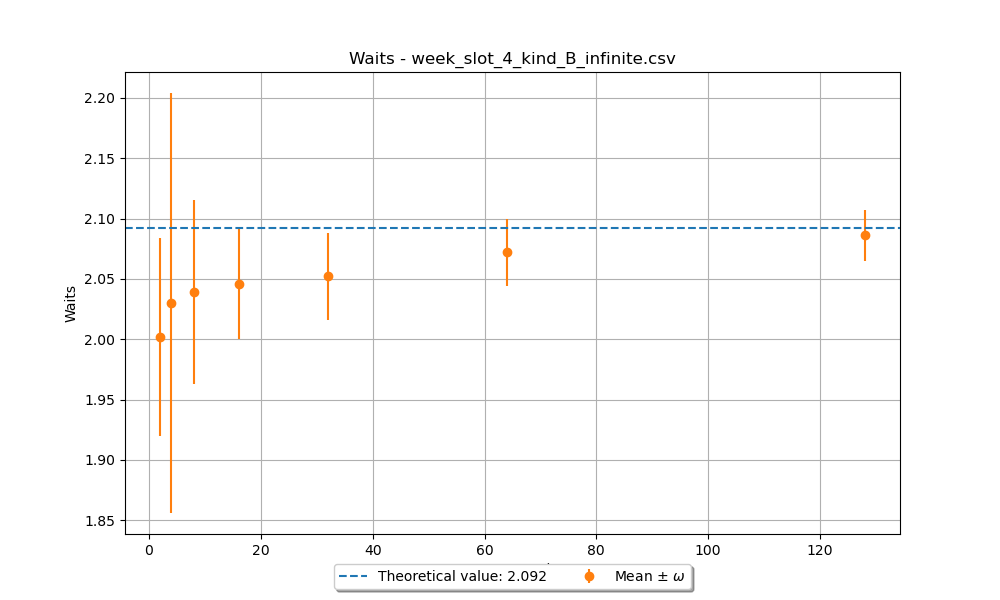 Waits - week_slot_4_kind_B_infinite.csv
2.20
2.15
2.10
2.05
2.00
1.95
1.90
1.85
Waits
0 20 40 60 80 100 120
Theoretical value: 2.092 Mean ± ω